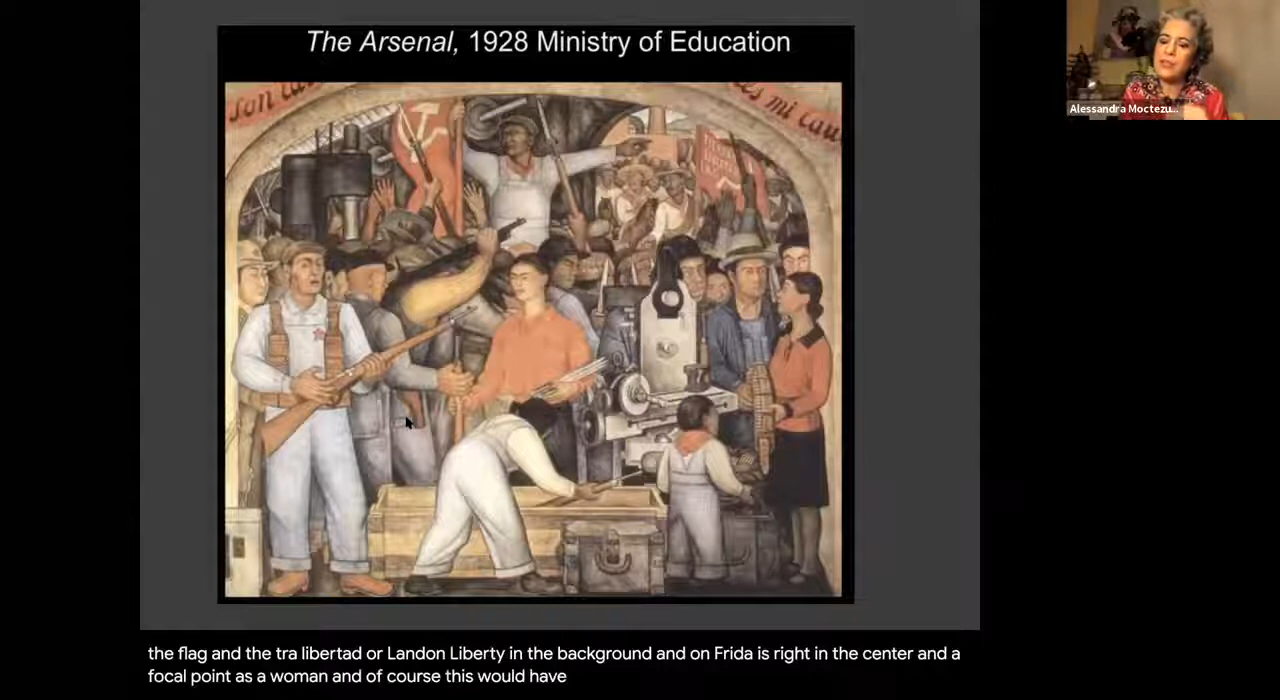 The Arsenal, 1928 Ministry of Education
son
mi
Alessandra Moctezu...
the flag and the tra libertad or Landon Liberty in the background and on Frida is right in the center and a
focal point as a woman and of course this would have